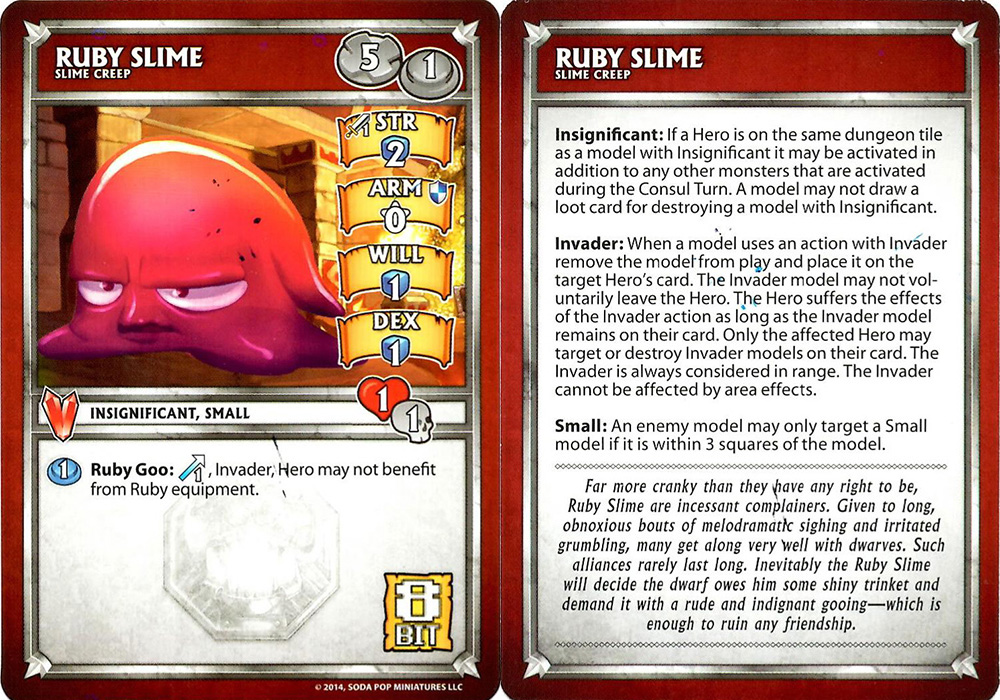 RUBY SLIME
SLIME CREEP
5
1
1
STR
2
ARM
0
WILL
1
DEX
1
INSIGNIFICANT, SMALL
1
1
1
Ruby Goo: 1, Invader, Hero may not benefit
from Ruby equipment.
8
BIT
© 2014, SODA POP MINIATURES LLC
RUBY SLIME
SLIME CREEP
Insignificant: If a Hero is on the same dungeon tile
as a model with Insignificant it may be activated in
addition to any other monsters that are activated
during the Consul Turn. A model may not draw a
loot card for destroying a model with Insignificant.
Invader: When a model uses an action with Invader
remove the model from play and place it on the
target Hero's card. The Invader model may not vol-
untarily leave the Hero. The Hero suffers the effects
of the Invader action as long as the Invader model
remains on their card. Only the affected Hero may
target or destroy Invader models on their card. The
Invader is always considered in range. The Invader
cannot be affected by area effects.
Small: An enemy model may only target a Small
model if it is within 3 squares of the model.
Far more cranky than they have any right to be,
Ruby Slime are incessant complainers. Given to long,
obnoxious bouts of melodramatic sighing and irritated
grumbling, many get along very well with dwarves. Such
alliances rarely last long. Inevitably the Ruby Slime
will decide the dwarf owes him some shiny trinket and
demand it with a rude and indignant gooing—which is
enough to ruin any friendship.